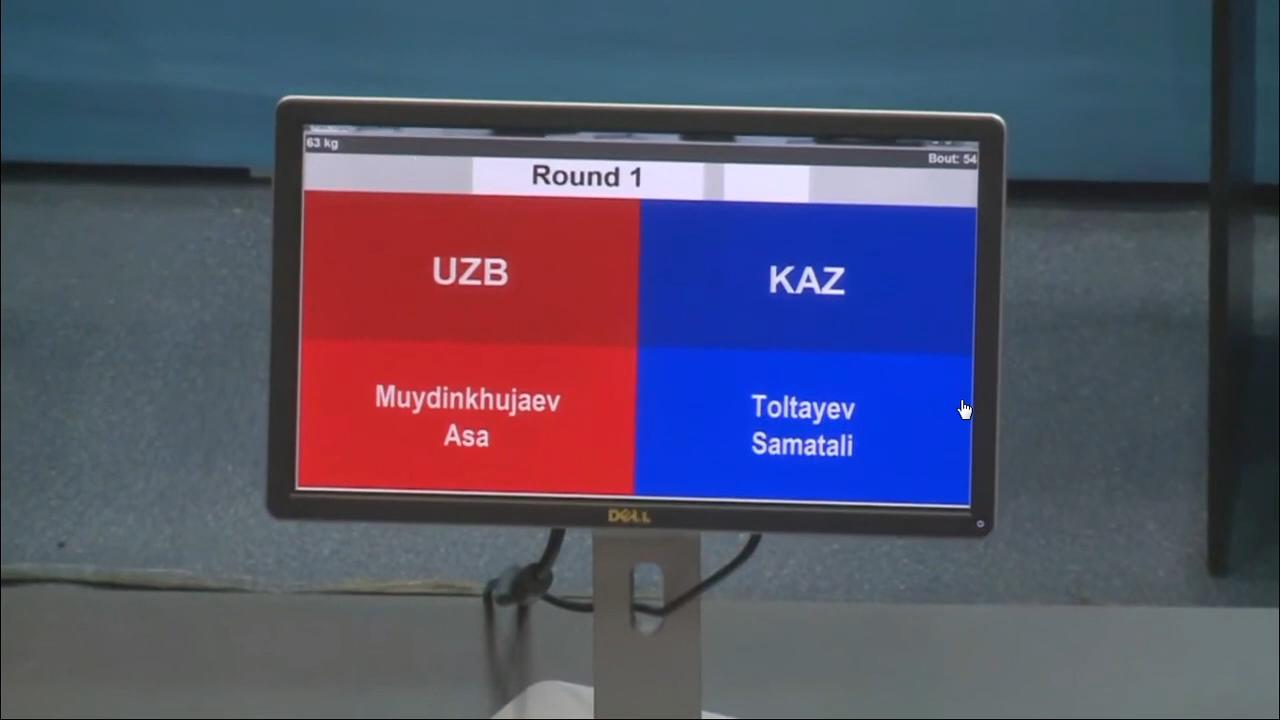 63 kg
Bout: 54
Round 1
UZB
KAZ
Muydinkhujaev
Asa
Toltayev
Samatali
DELL